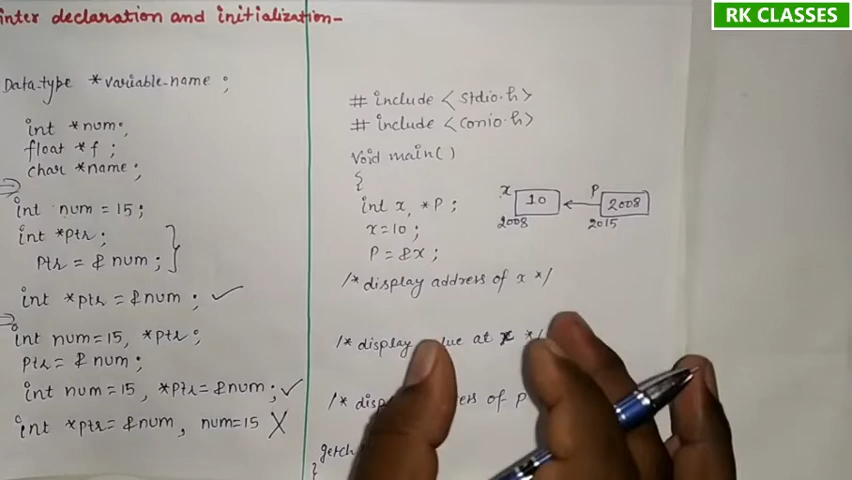 RK CLASSES
inter declaration and initialization-
Data-type *variable-name ;
int *num;
float *f ;
char *name ;
int num = 15;
int *ptr;
ptr = & num ;
int *ptr = & num ;
int num=15, *ptr;
ptr = & num ;
int num=15, *ptr=&num;
int *ptr=&num, num=15 X
# include <stdio.h>
# include <conio.h>
void main( )
{
int x, *P ;
x=10 ;
P = &x ;
x 10 P 2008
2008 2015
/* display address of x */
/* display value at x */
of p
getch
{